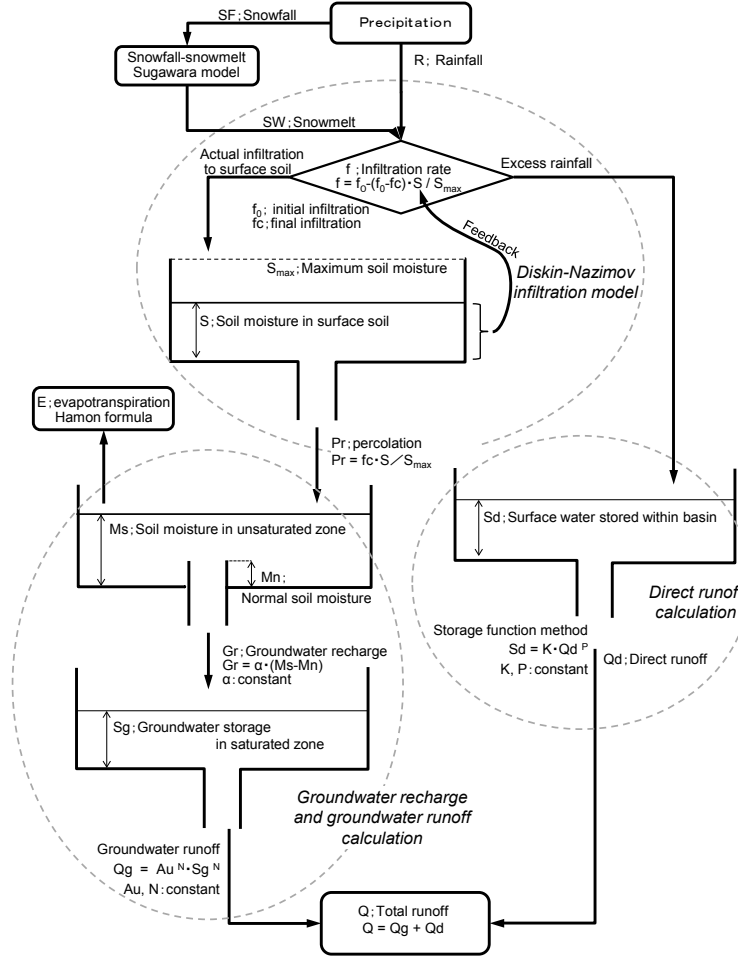 SF; Snowfall
Precipitation
Snowfall-snowmelt
Sugawara model
R; Rainfall
SW; Snowmelt
Actual infiltration
to surface soil
f ; Infiltration rate
f = f₀-(f₀-fc)・S / Smax
Excess rainfall
f₀; initial infiltration
fc; final infiltration
Feedback
Smax; Maximum soil moisture
Diskin-Nazimov
infiltration model
S; Soil moisture in surface soil
E; evapotranspiration
Hamon formula
Pr; percolation
Pr = fc・S／Smax
Ms; Soil moisture in unsaturated zone
Sd; Surface water stored within basin
Mn;
Normal soil moisture
Direct runof
calculation
Storage function method
Sd = K・Qd ᴾ
K, P: constant
Qd; Direct runoff
Gr; Groundwater recharge
Gr = α・(Ms-Mn)
α: constant
Sg; Groundwater storage
in saturated zone
Groundwater recharge
and groundwater runoff
calculation
Groundwater runoff
Qg = Au ᴺ・Sg ᴺ
Au, N: constant
Q; Total runoff
Q = Qg + Qd